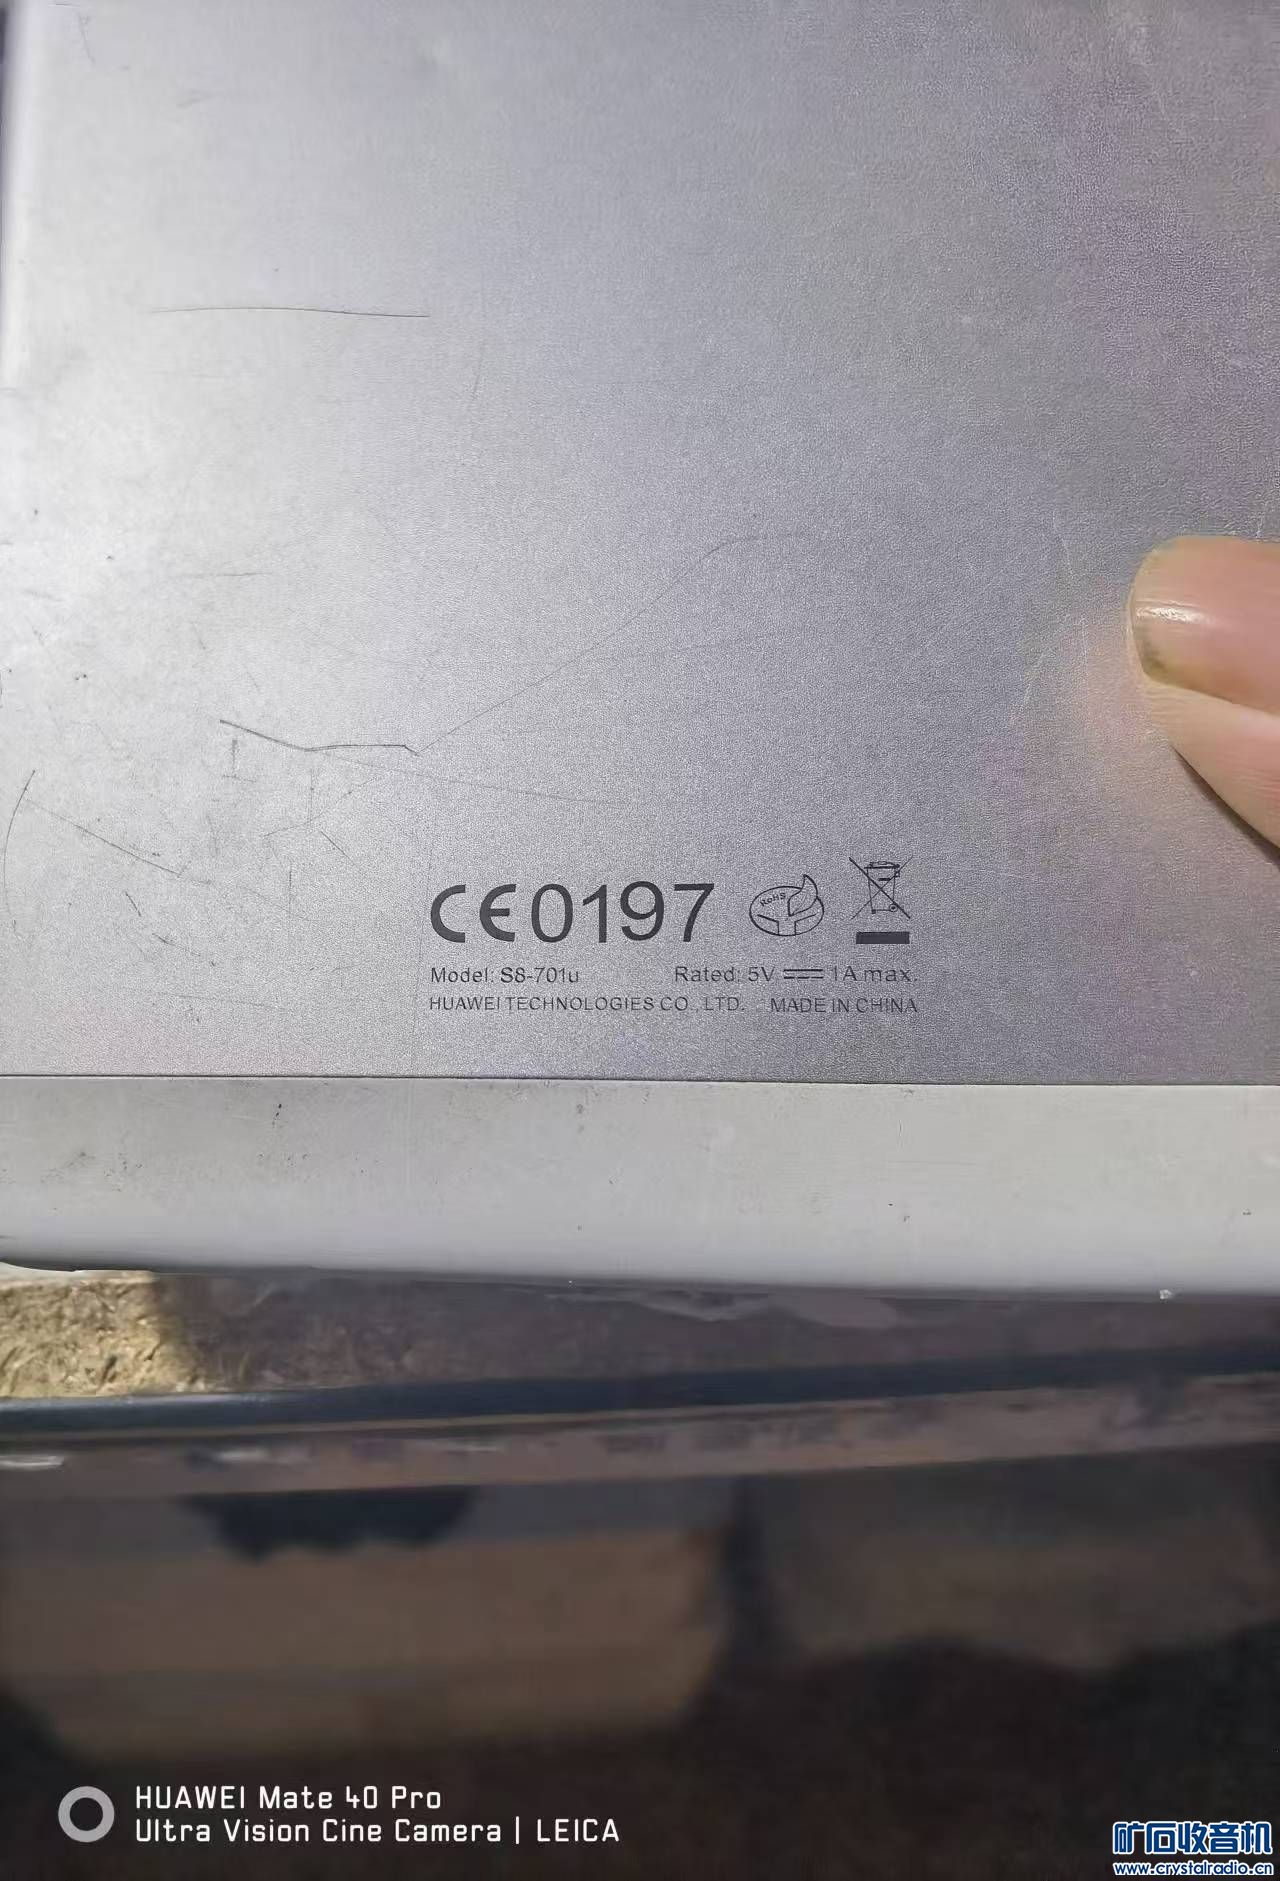 CE0197
RoHS
Model: S8-701u Rated: 5V 1A max.
HUAWEI TECHNOLOGIES CO., LTD. MADE IN CHINA
HUAWEI Mate 40 Pro
Ultra Vision Cine Camera | LEICA
矿石收音机
www.crystalradio.cn